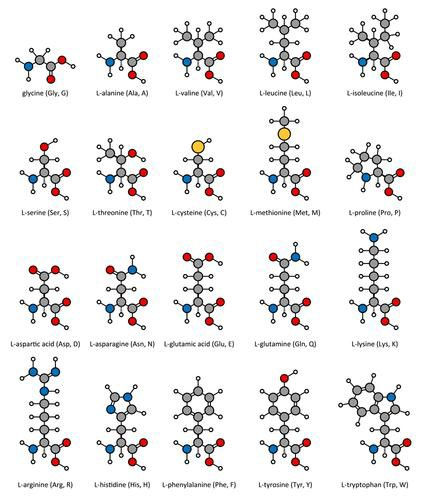 glycine (Gly, G)
L-alanine (Ala, A)
L-valine (Val, V)
L-leucine (Leu, L)
L-isoleucine (Ile, I)
L-serine (Ser, S)
L-threonine (Thr, T)
L-cysteine (Cys, C)
L-methionine (Met, M)
L-proline (Pro, P)
L-aspartic acid (Asp, D)
L-asparagine (Asn, N)
L-glutamic acid (Glu, E)
L-glutamine (Gln, Q)
L-lysine (Lys, K)
L-arginine (Arg, R)
L-histidine (His, H)
L-phenylalanine (Phe, F)
L-tyrosine (Tyr, Y)
L-tryptophan (Trp, W)